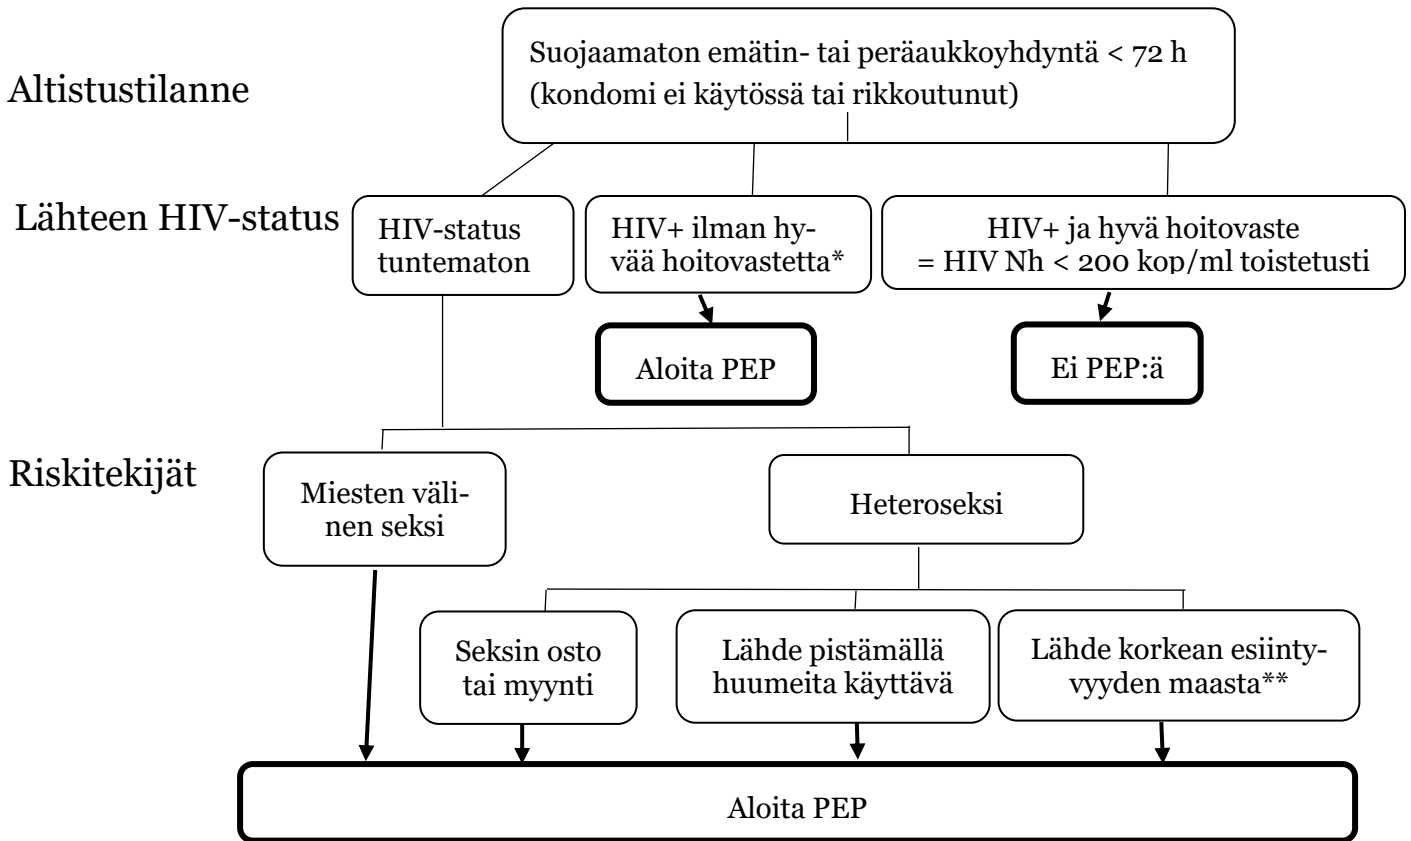 Altistustilanne
Suojaamaton emätin- tai peräaukkoyhdyntä < 72 h
(kondomi ei käytössä tai rikkoutunut)
Lähteen HIV-status
HIV-status
tuntematon
HIV+ ilman hy-
vää hoitovastetta*
HIV+ ja hyvä hoitovaste
= HIV Nh < 200 kop/ml toistetusti
Aloita PEP
Ei PEP:ä
Riskitekijät
Miesten väli-
nen seksi
Heteroseksi
Seksin osto
tai myynti
Lähde pistämällä
huumeita käyttävä
Lähde korkean esiinty-
vyyden maasta**
Aloita PEP